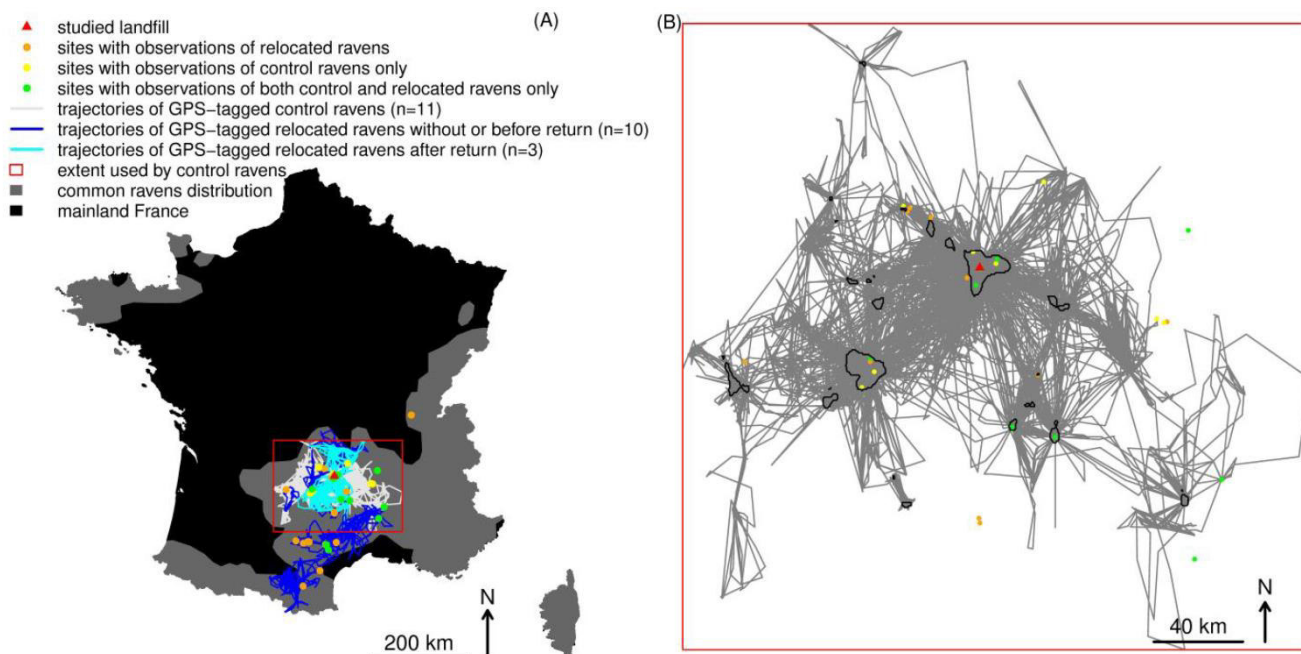 (A)
studied landfill
sites with observations of relocated ravens
sites with observations of control ravens only
sites with observations of both control and relocated ravens only
trajectories of GPS−tagged control ravens (n=11)
trajectories of GPS−tagged relocated ravens without or before return (n=10)
trajectories of GPS−tagged relocated ravens after return (n=3)
extent used by control ravens
common ravens distribution
mainland France
N
200 km
(B)
N
40 km